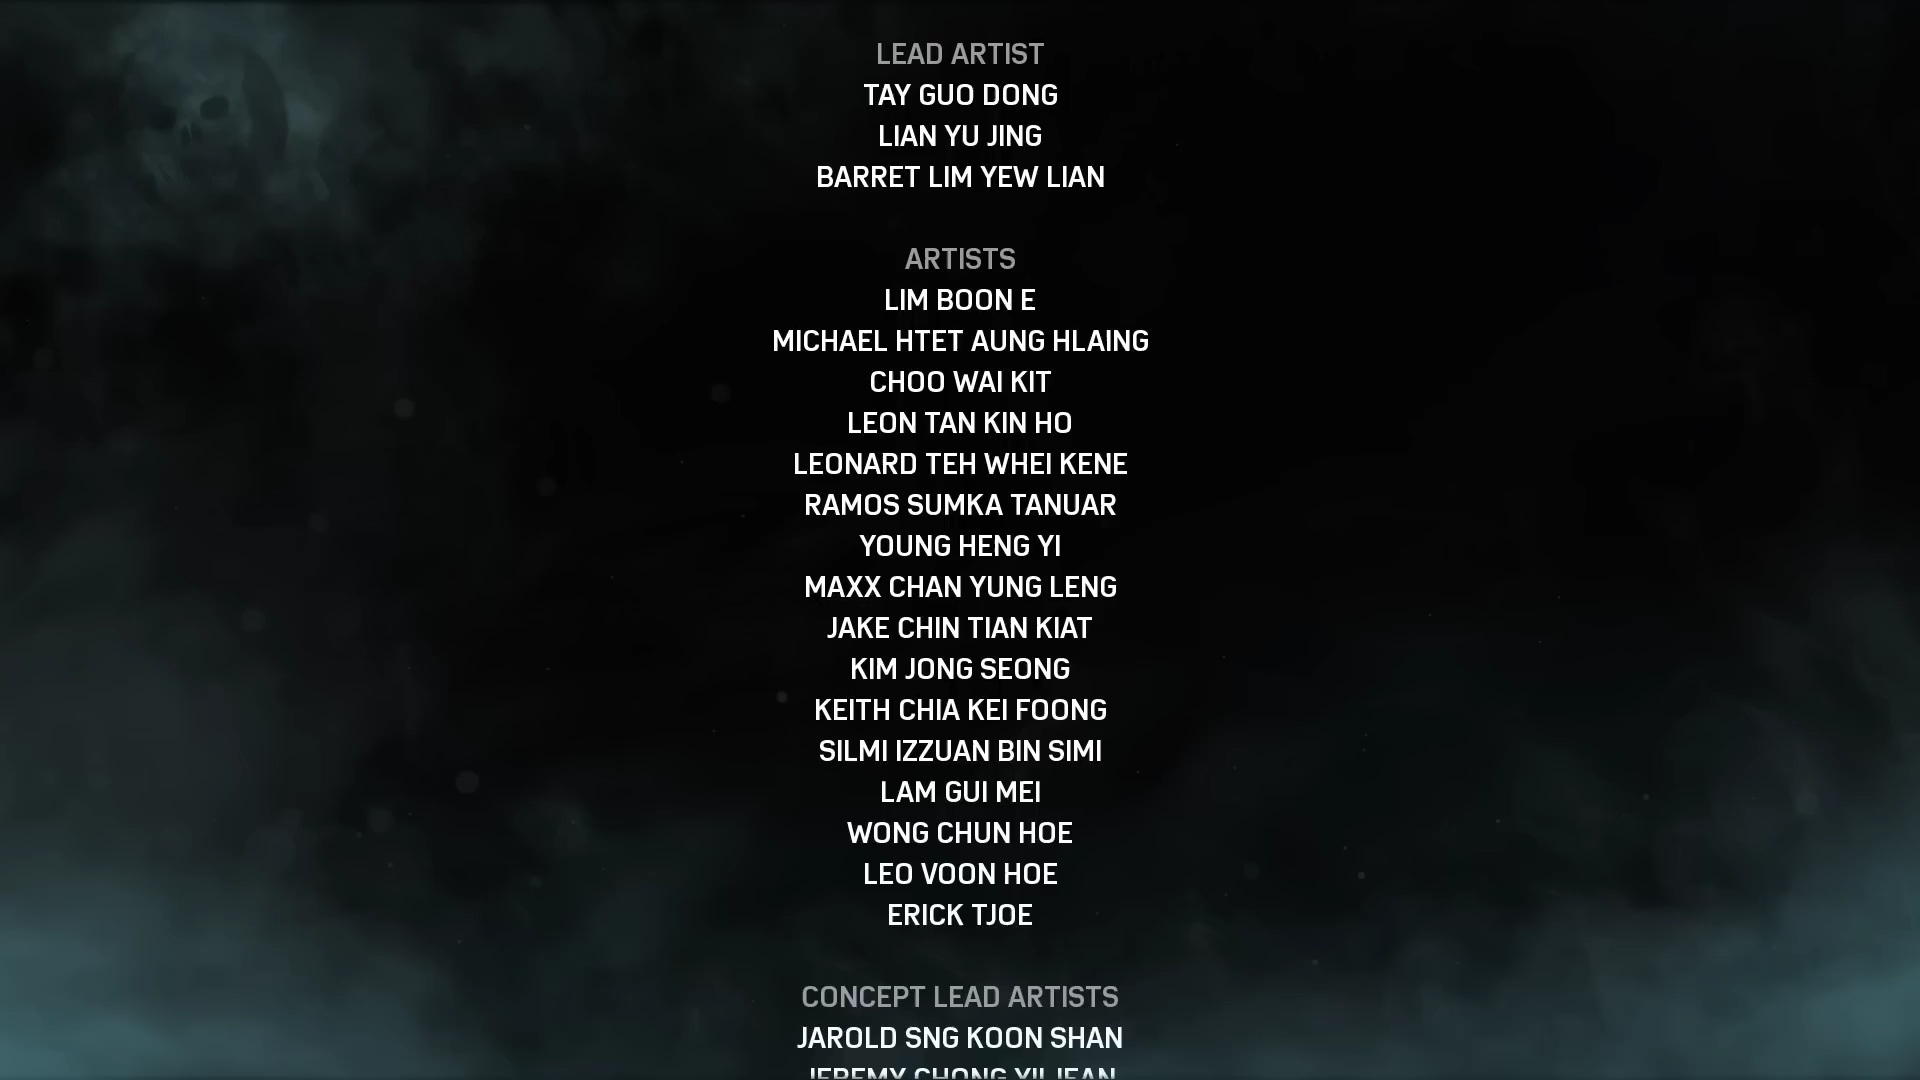 LEAD ARTIST
TAY GUO DONG
LIAN YU JING
BARRET LIM YEW LIAN
ARTISTS
LIM BOON E
MICHAEL HTET AUNG HLAING
CHOO WAI KIT
LEON TAN KIN HO
LEONARD TEH WHEI KENE
RAMOS SUMKA TANUAR
YOUNG HENG YI
MAXX CHAN YUNG LENG
JAKE CHIN TIAN KIAT
KIM JONG SEONG
KEITH CHIA KEI FOONG
SILMI IZZUAN BIN SIMI
LAM GUI MEI
WONG CHUN HOE
LEO VOON HOE
ERICK TJOE
CONCEPT LEAD ARTISTS
JAROLD SNG KOON SHAN
JEREMY CHONG